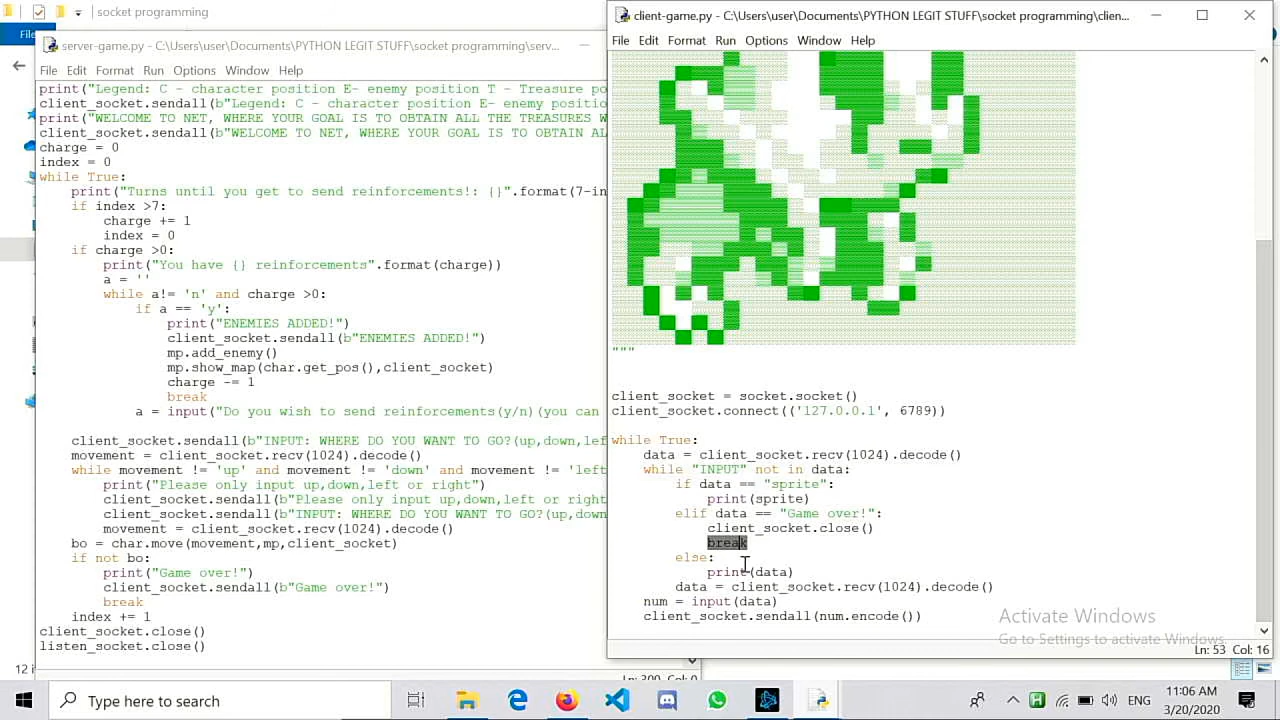 socket programming
File
server-game.py - C:\Users\user\Documents\PYTHON LEGIT STUFF\socket programming\serv...
File Edit Format Run Options Window Help
print("Legend: C - Character position E- enemy position T - Treasure po
client_socket.sendall(b"Legend: C - character position E- enemy positio
print("WELCOME TO NET, WHERE YOUR GOAL IS TO OBTAIN ALL THE TREASURES W
client_socket.sendall(b"WELCOME TO NET, WHERE YOUR GOAL IS TO OBTAIN AL
charge = 0
index = 0
while True:
print("Turns until you get to send reinforcements!: {}".format(7-in
if index >7:
charge += 1
index = 0
if charge >0:
print("You have {} reinforcements".format(charge))
a =
while a != 'n' and charge >0:
if a == 'y':
print("ENEMIES ADDED!")
client_socket.sendall(b"ENEMIES ADDED!")
mp.add_enemy()
mp.show_map(char.get_pos(),client_socket)
charge -= 1
break
a = input("Do you wish to send reinforcements(y/n)(you can
client_socket.sendall(b"INPUT: WHERE DO YOU WANT TO GO?(up,down,lef
movement = client_socket.recv(1024).decode()
while movement != 'up' and movement != 'down' and movement != 'left
print("Please only input up,down,left or right")
client_socket.sendall(b"Please only input up,down,left or right
client_socket.sendall(b"INPUT: WHERE DO YOU WANT TO GO?(up,down
movement = client_socket.recv(1024).decode()
bo = char.move(movement,mp,client_socket)
if not bo:
print("Game over!")
client_socket.sendall(b"Game over!")
break
index += 1
client_socket.close()
listen_socket.close()
Ln: 300 Col: 0
12 i
client-game.py - C:\Users\user\Documents\PYTHON LEGIT STUFF\socket programming\clien...
File Edit Format Run Options Window Help
"""
client_socket = socket.socket()
client_socket.connect(('127.0.0.1', 6789))
while True:
data = client_socket.recv(1024).decode()
while "INPUT" not in data:
if data == "sprite":
print(sprite)
elif data == "Game over!":
client_socket.close()
break
else:
print(data)
data = client_socket.recv(1024).decode()
num = input(data)
client_socket.sendall(num.encode())
Activate Windows
Go to Settings to activate Windows.
Ln: 53 Col: 16
Type here to search
ENG
11:06 AM
3/20/2020